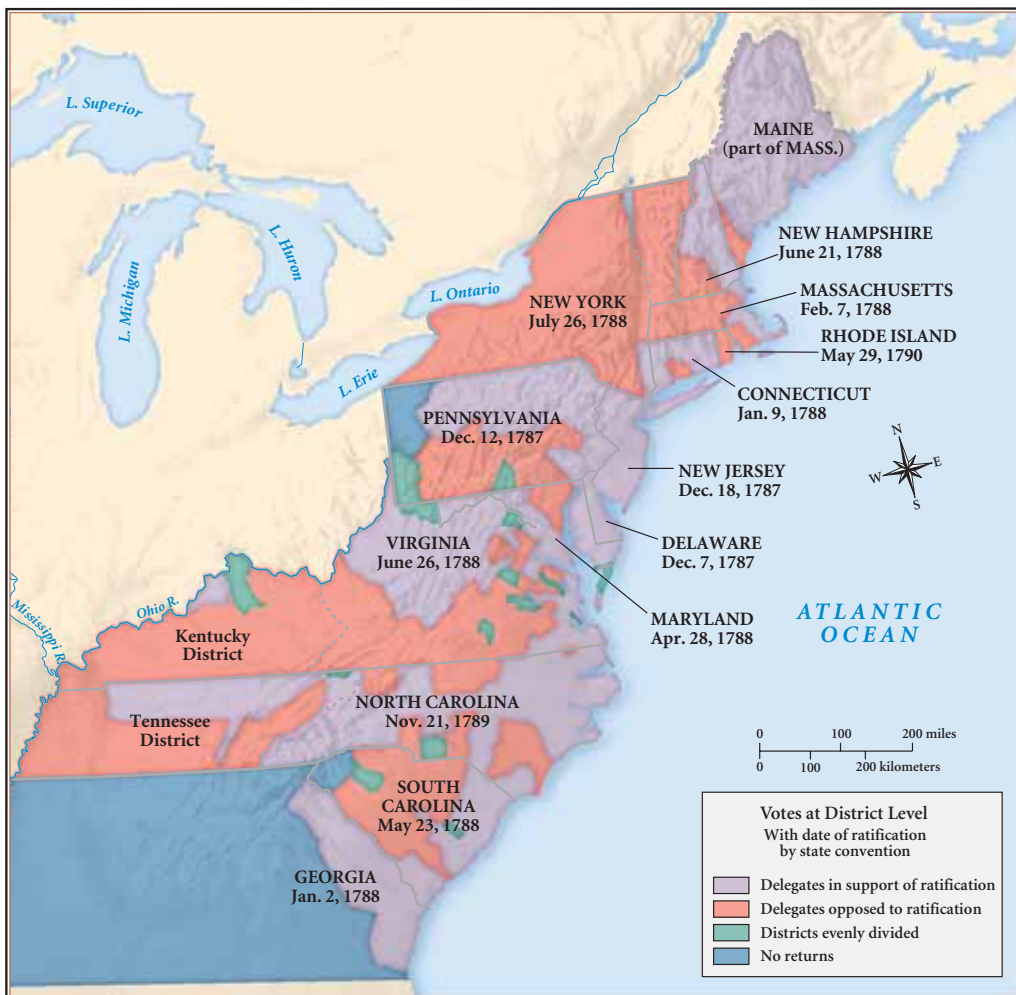 L. Superior
L. Michigan
L. Huron
L. Ontario
L. Erie
MAINE
(part of MASS.)
NEW HAMPSHIRE
June 21, 1788
MASSACHUSETTS
Feb. 7, 1788
RHODE ISLAND
May 29, 1790
CONNECTICUT
Jan. 9, 1788
NEW YORK
July 26, 1788
PENNSYLVANIA
Dec. 12, 1787
NEW JERSEY
Dec. 18, 1787
DELAWARE
Dec. 7, 1787
MARYLAND
Apr. 28, 1788
VIRGINIA
June 26, 1788
Ohio R.
Mississippi R.
Kentucky
District
Tennessee
District
NORTH CAROLINA
Nov. 21, 1789
SOUTH
CAROLINA
May 23, 1788
GEORGIA
Jan. 2, 1788
ATLANTIC
OCEAN
N
W
E
S
0 100 200 miles
0 100 200 kilometers
Votes at District Level
With date of ratification
by state convention
Delegates in support of ratification
Delegates opposed to ratification
Districts evenly divided
No returns